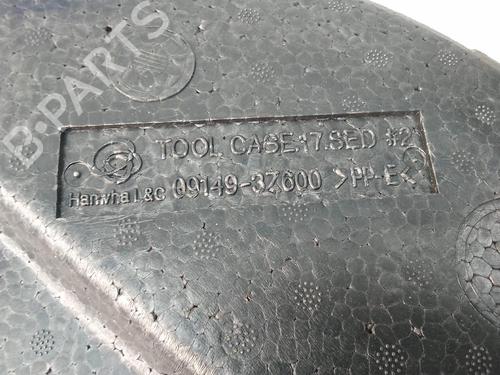 B-PARTS
TOOL CASE 17.SED #2
Hanwha L&C 09149-3Z600 >PP-E<